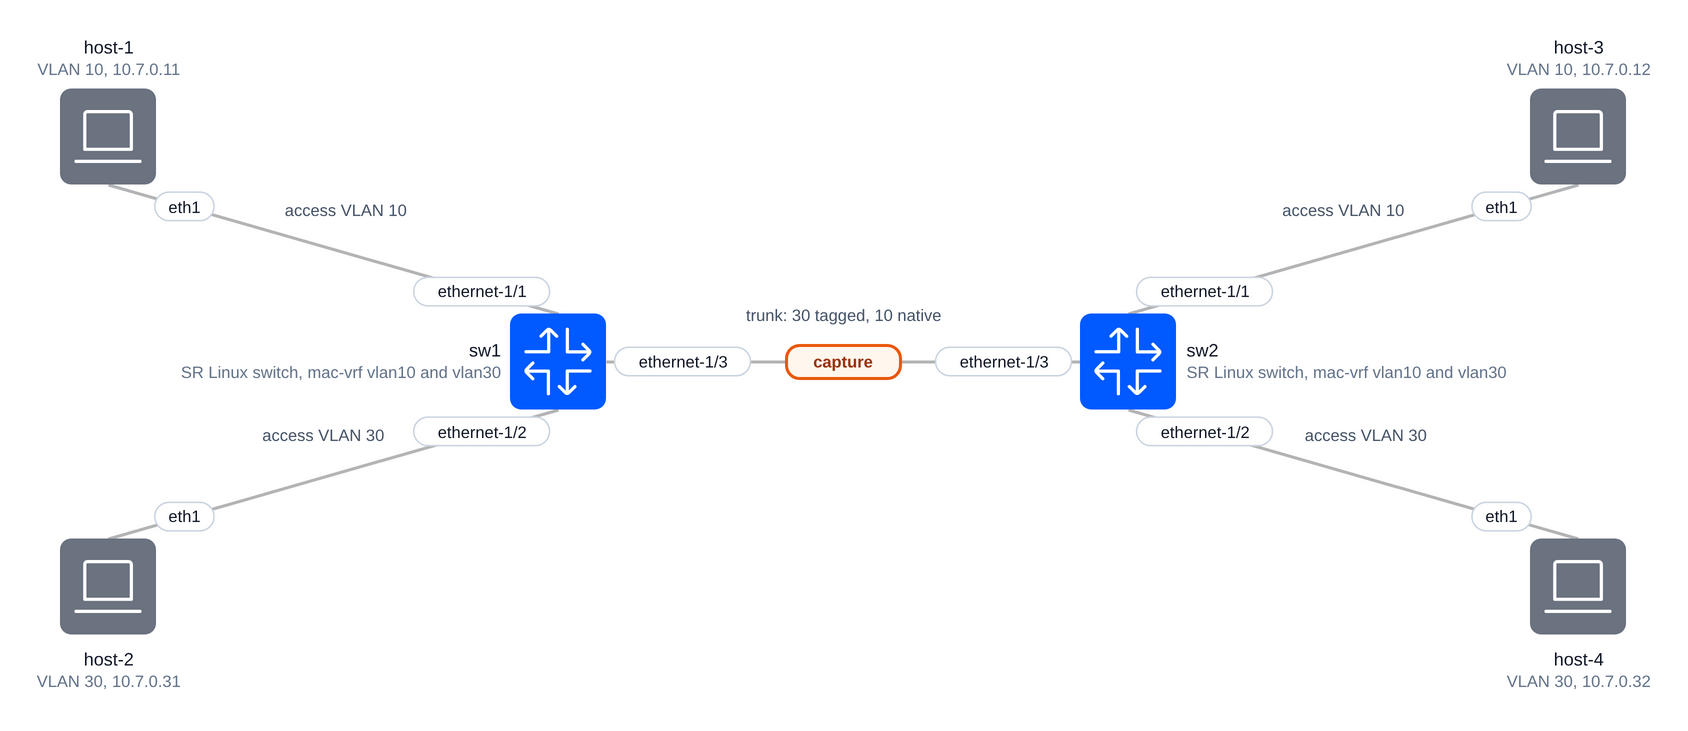 host-1
VLAN 10, 10.7.0.11
host-3
VLAN 10, 10.7.0.12
eth1
access VLAN 10
access VLAN 10
eth1
ethernet-1/1
ethernet-1/1
trunk: 30 tagged, 10 native
sw1
SR Linux switch, mac-vrf vlan10 and vlan30
ethernet-1/3
capture
ethernet-1/3
sw2
SR Linux switch, mac-vrf vlan10 and vlan30
access VLAN 30
ethernet-1/2
ethernet-1/2
access VLAN 30
eth1
eth1
host-2
VLAN 30, 10.7.0.31
host-4
VLAN 30, 10.7.0.32